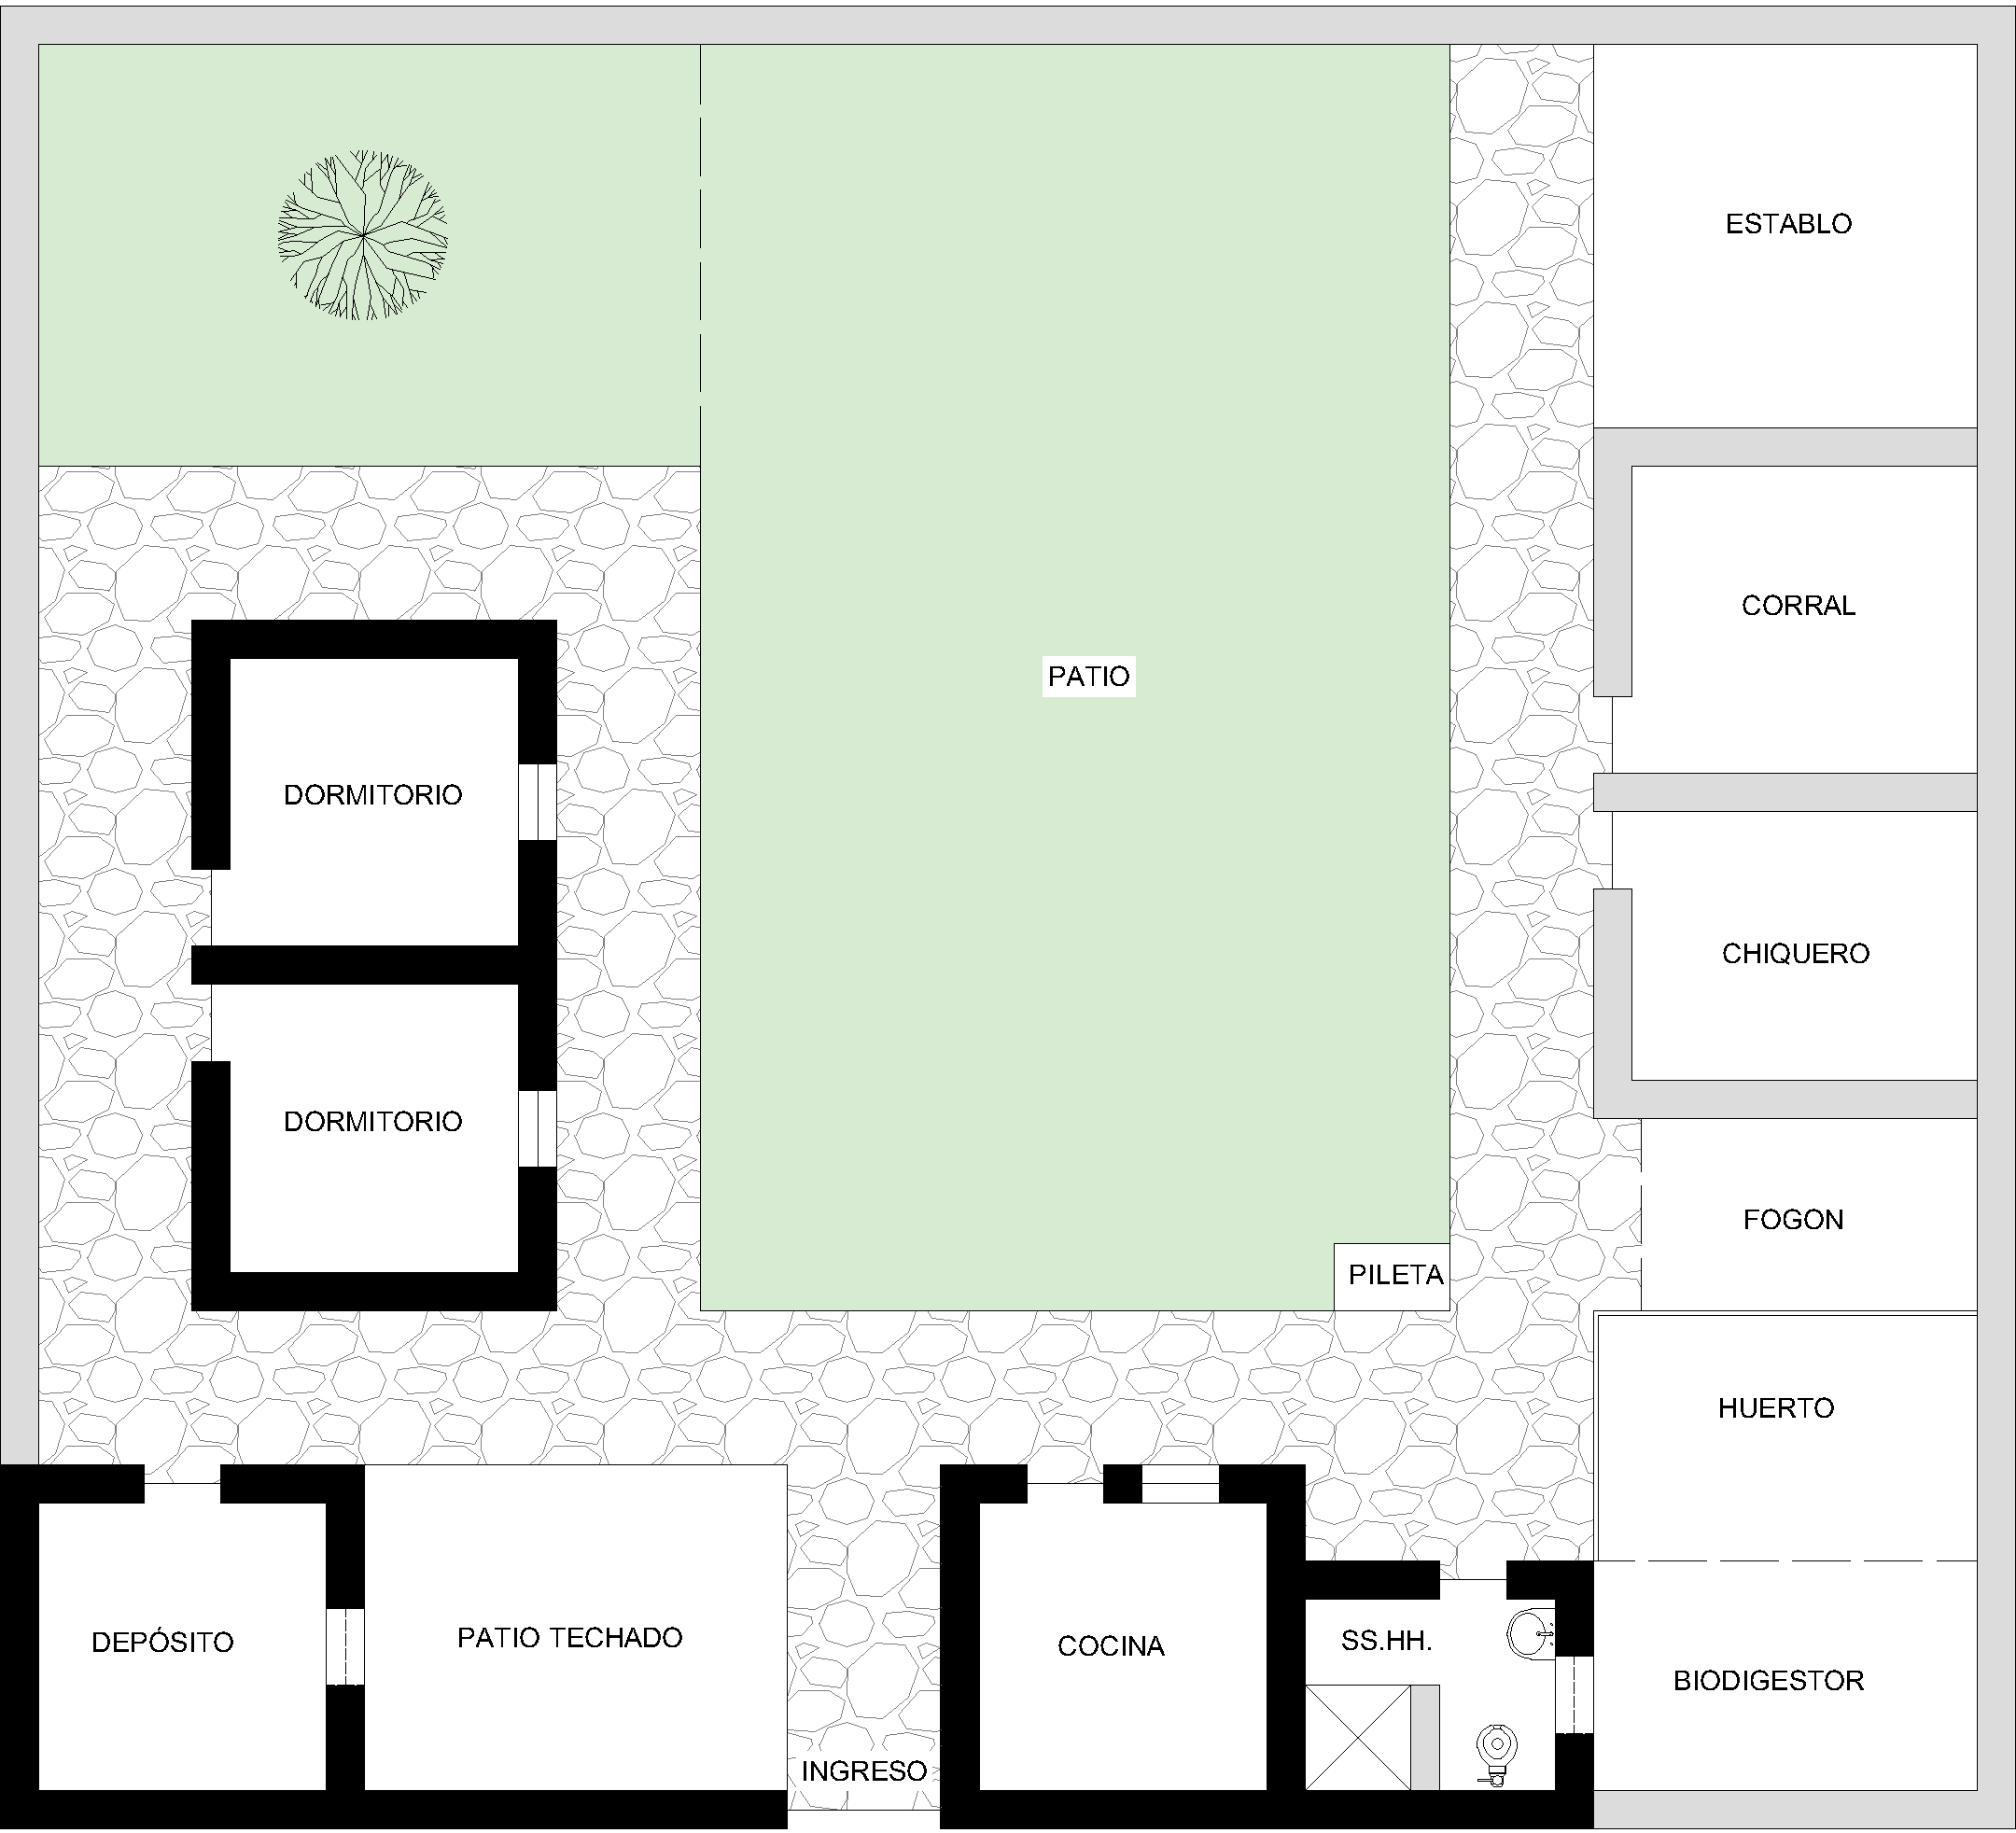 ESTABLO
CORRAL
PATIO
DORMITORIO
CHIQUERO
DORMITORIO
FOGON
PILETA
HUERTO
DEPÓSITO
PATIO TECHADO
COCINA
SS.HH.
BIODIGESTOR
INGRESO